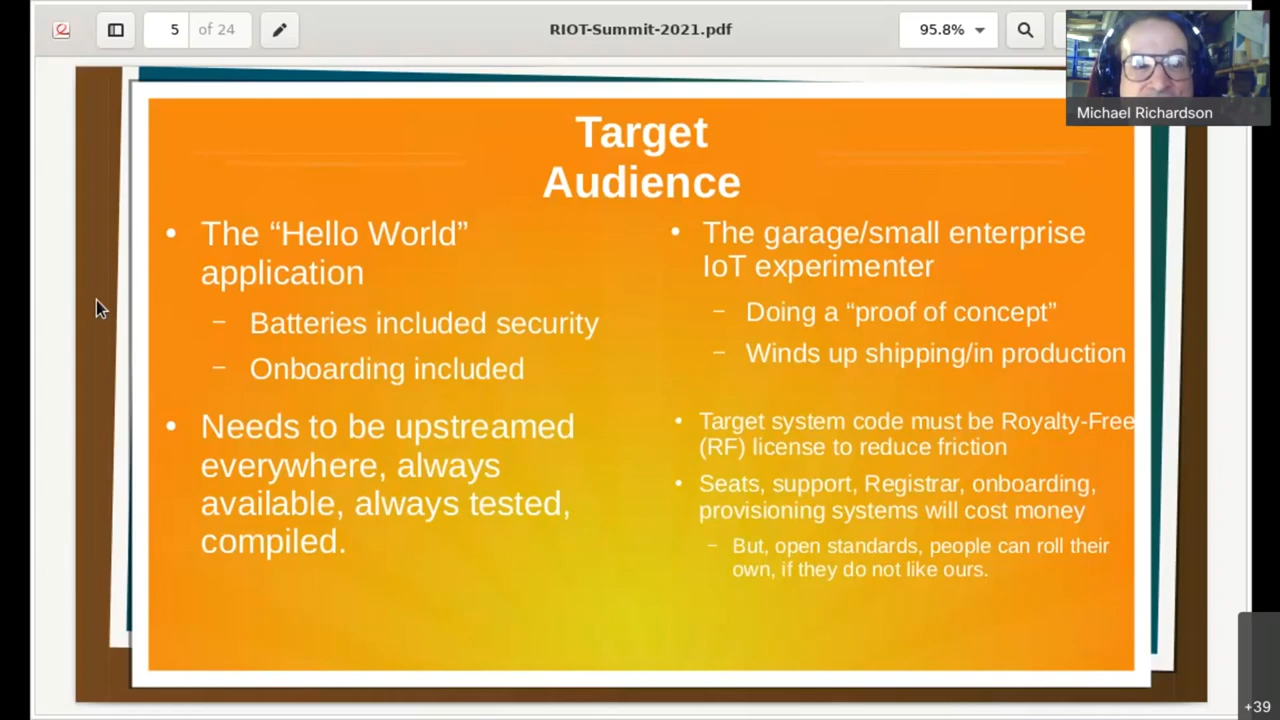 5 of 24
RIOT-Summit-2021.pdf
95.8%
Michael Richardson
Target
Audience
• The “Hello World”
application
– Batteries included security
– Onboarding included
• Needs to be upstreamed
everywhere, always
available, always tested,
compiled.
• The garage/small enterprise
IoT experimenter
– Doing a “proof of concept”
– Winds up shipping/in production
• Target system code must be Royalty-Free
(RF) license to reduce friction
• Seats, support, Registrar, onboarding,
provisioning systems will cost money
– But, open standards, people can roll their
own, if they do not like ours.
+39